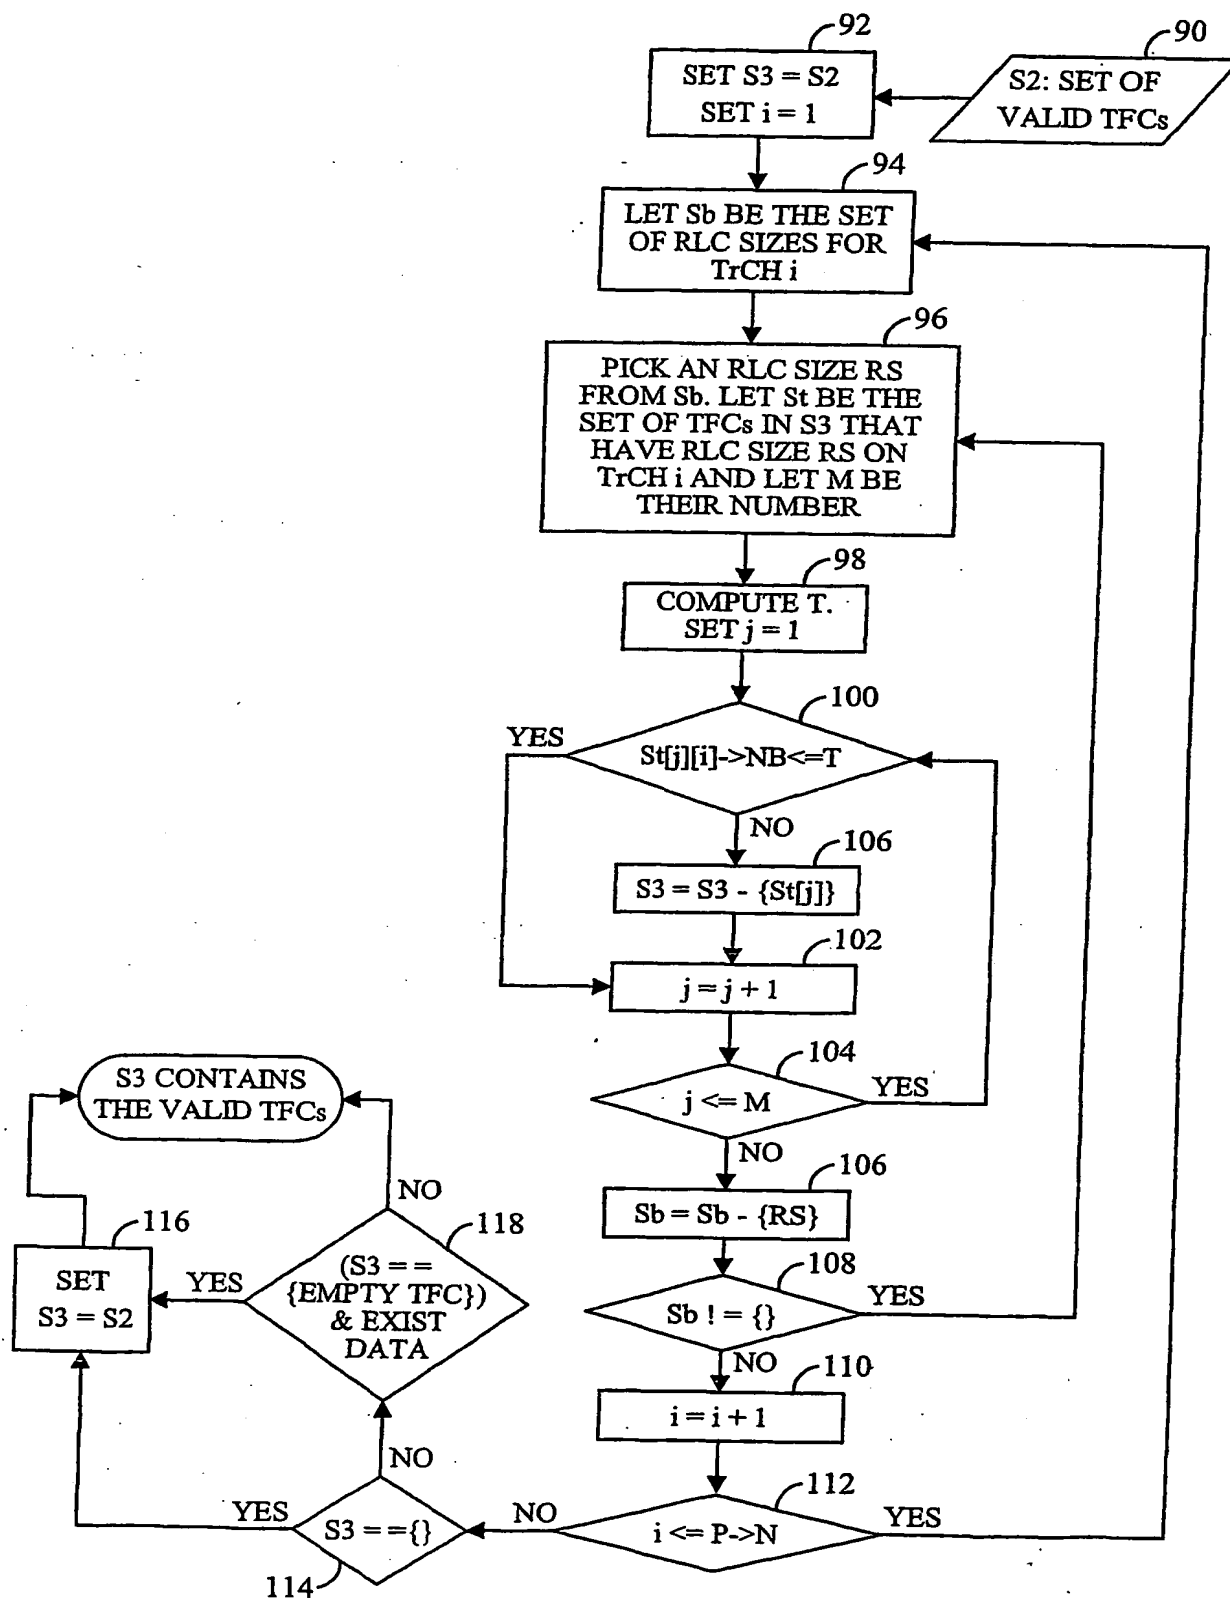 92
90
SET S3 = S2
SET i = 1
S2: SET OF
VALID TFCs
94
LET Sb BE THE SET
OF RLC SIZES FOR
TrCH i
96
PICK AN RLC SIZE RS
FROM Sb. LET St BE THE
SET OF TFCs IN S3 THAT
HAVE RLC SIZE RS ON
TrCH i AND LET M BE
THEIR NUMBER
98
COMPUTE T.
SET j = 1
100
YES
St[j][i]->NB<=T
NO
106
S3 = S3 - {St[j]}
102
j = j + 1
104
j <= M
YES
NO
S3 CONTAINS
THE VALID TFCs
106
Sb = Sb - {RS}
NO
116
118
SET
S3 = S2
YES
(S3 = =
{EMPTY TFC})
& EXIST
DATA
108
Sb ! = {}
YES
NO
110
i = i + 1
NO
112
YES
S3 = ={}
NO
i <= P->N
YES
114